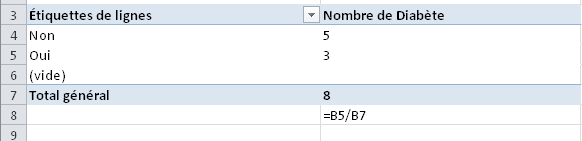 3 Étiquettes de lignes Nombre de Diabète
4 Non 5
5 Oui 3
6 (vide)
7 Total général 8
8 =B5/B7
9